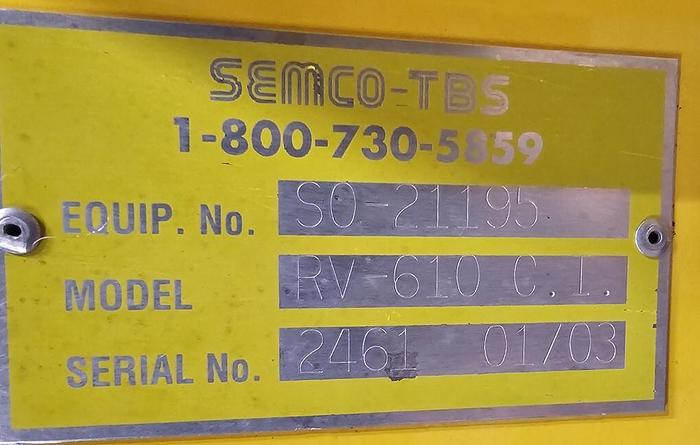 SEMCO-TBS
1-800-730-5859
EQUIP. No. SO-21195
MODEL RV-610 C.I.
SERIAL No. 2461 01/03